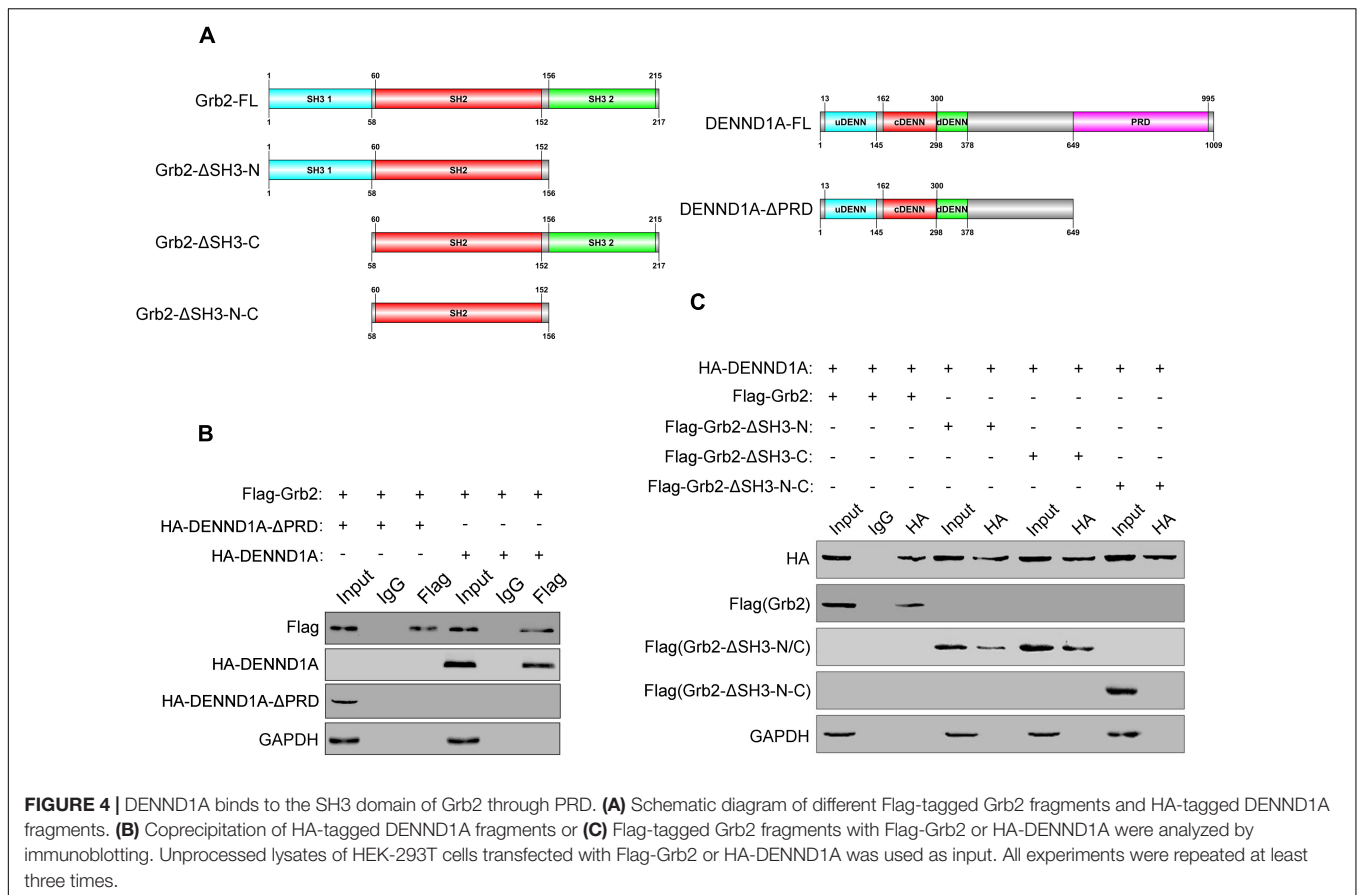 A
1 60 156 215
Grb2-FL SH3 1 SH2 SH3 2
1 58 152 217
1 60 152
Grb2-ΔSH3-N SH3 1 SH2
1 58 156
60 156 215
Grb2-ΔSH3-C SH2 SH3 2
58 152 217
60 152
Grb2-ΔSH3-N-C SH2
58 156
13 162 300 995
DENND1A-FL uDENN cDENN dDENN PRD
1 145 298 378 649 1009
13 162 300
DENND1A-ΔPRD uDENN cDENN dDENN
1 145 298 378 649
B
Flag-Grb2: + + + + + +
HA-DENND1A-ΔPRD: + + + - - -
HA-DENND1A: - - - + + +
Input IgG Flag Input IgG Flag
Flag
HA-DENND1A
HA-DENND1A-ΔPRD
GAPDH
C
HA-DENND1A: + + + + + + + + +
Flag-Grb2: + + + - - - - - -
Flag-Grb2-ΔSH3-N: - - - + + - - - -
Flag-Grb2-ΔSH3-C: - - - - - + + - -
Flag-Grb2-ΔSH3-N-C: - - - - - - - + +
Input IgG HA Input HA Input HA Input HA
HA
Flag(Grb2)
Flag(Grb2-ΔSH3-N/C)
Flag(Grb2-ΔSH3-N-C)
GAPDH
FIGURE 4 | DENND1A binds to the SH3 domain of Grb2 through PRD. (A) Schematic diagram of different Flag-tagged Grb2 fragments and HA-tagged DENND1A
fragments. (B) Coprecipitation of HA-tagged DENND1A fragments or (C) Flag-tagged Grb2 fragments with Flag-Grb2 or HA-DENND1A were analyzed by
immunoblotting. Unprocessed lysates of HEK-293T cells transfected with Flag-Grb2 or HA-DENND1A was used as input. All experiments were repeated at least
three times.